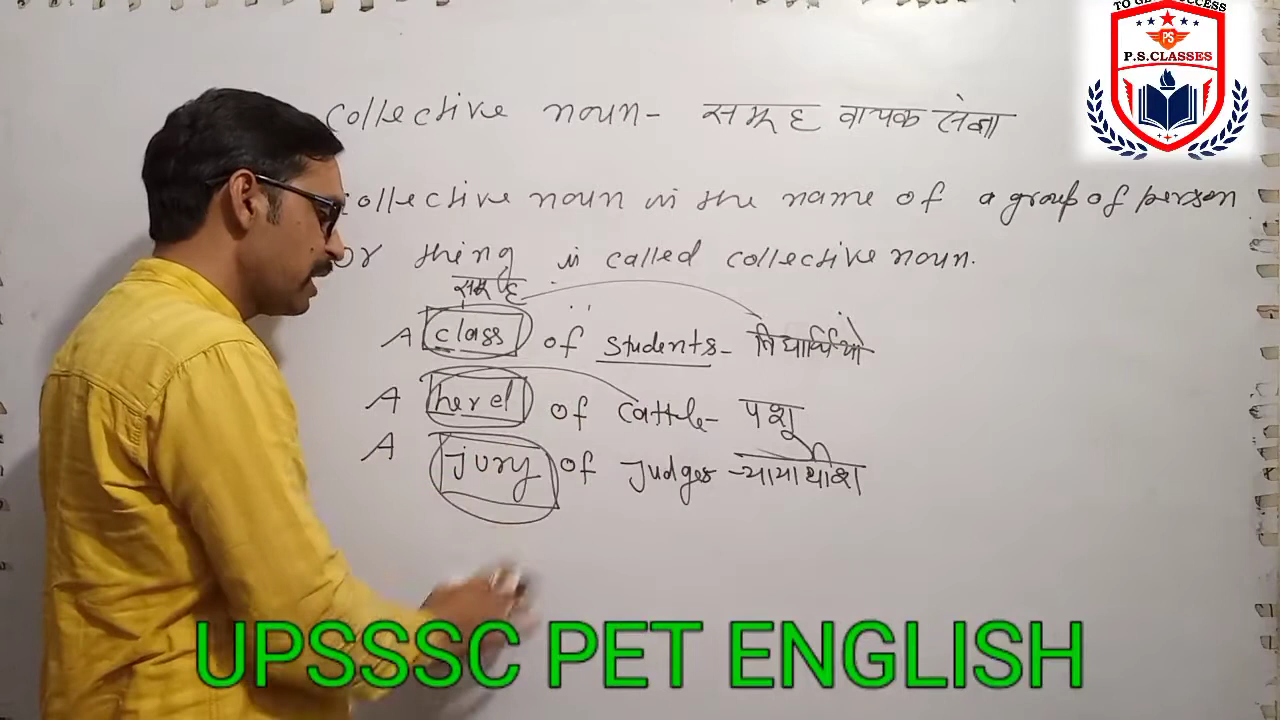 TO GET SUCCESS
PS
P.S.CLASSES
collective noun- समूह वाचक संज्ञा
collective noun is the name of a group of person
or thing is called collective noun.
समूह
A class of students- विधार्थियो
A herd of cattle- पशू
A jury of Judges -न्यायाधीश
UPSSSC PET ENGLISH